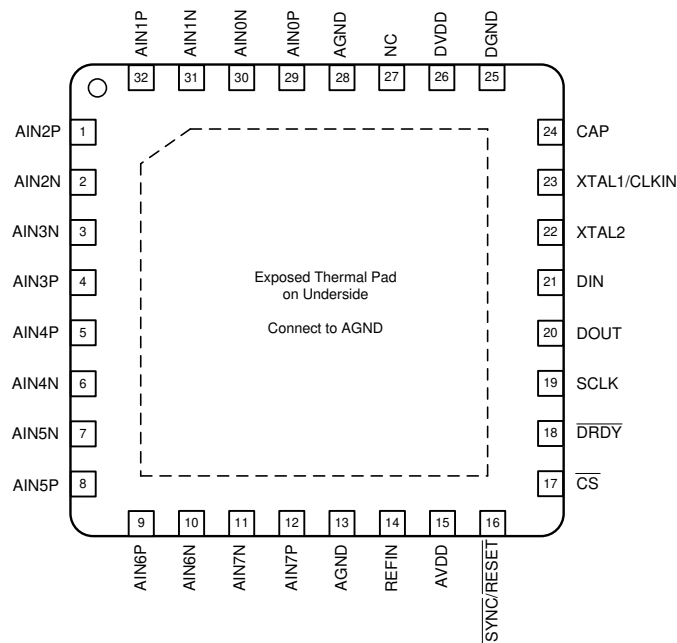 AIN1P
AIN1N
AIN0N
AIN0P
AGND
NC
DVDD
DGND
32
31
30
29
28
27
26
25
AIN2P 1
AIN2N 2
AIN3N 3
AIN3P 4
AIN4P 5
AIN4N 6
AIN5N 7
AIN5P 8
Exposed Thermal Pad
on Underside
Connect to AGND
24 CAP
23 XTAL1/CLKIN
22 XTAL2
21 DIN
20 DOUT
19 SCLK
18 DRDY
17 CS
9
10
11
12
13
14
15
16
AIN6P
AIN6N
AIN7N
AIN7P
AGND
REFIN
AVDD
SYNC/RESET